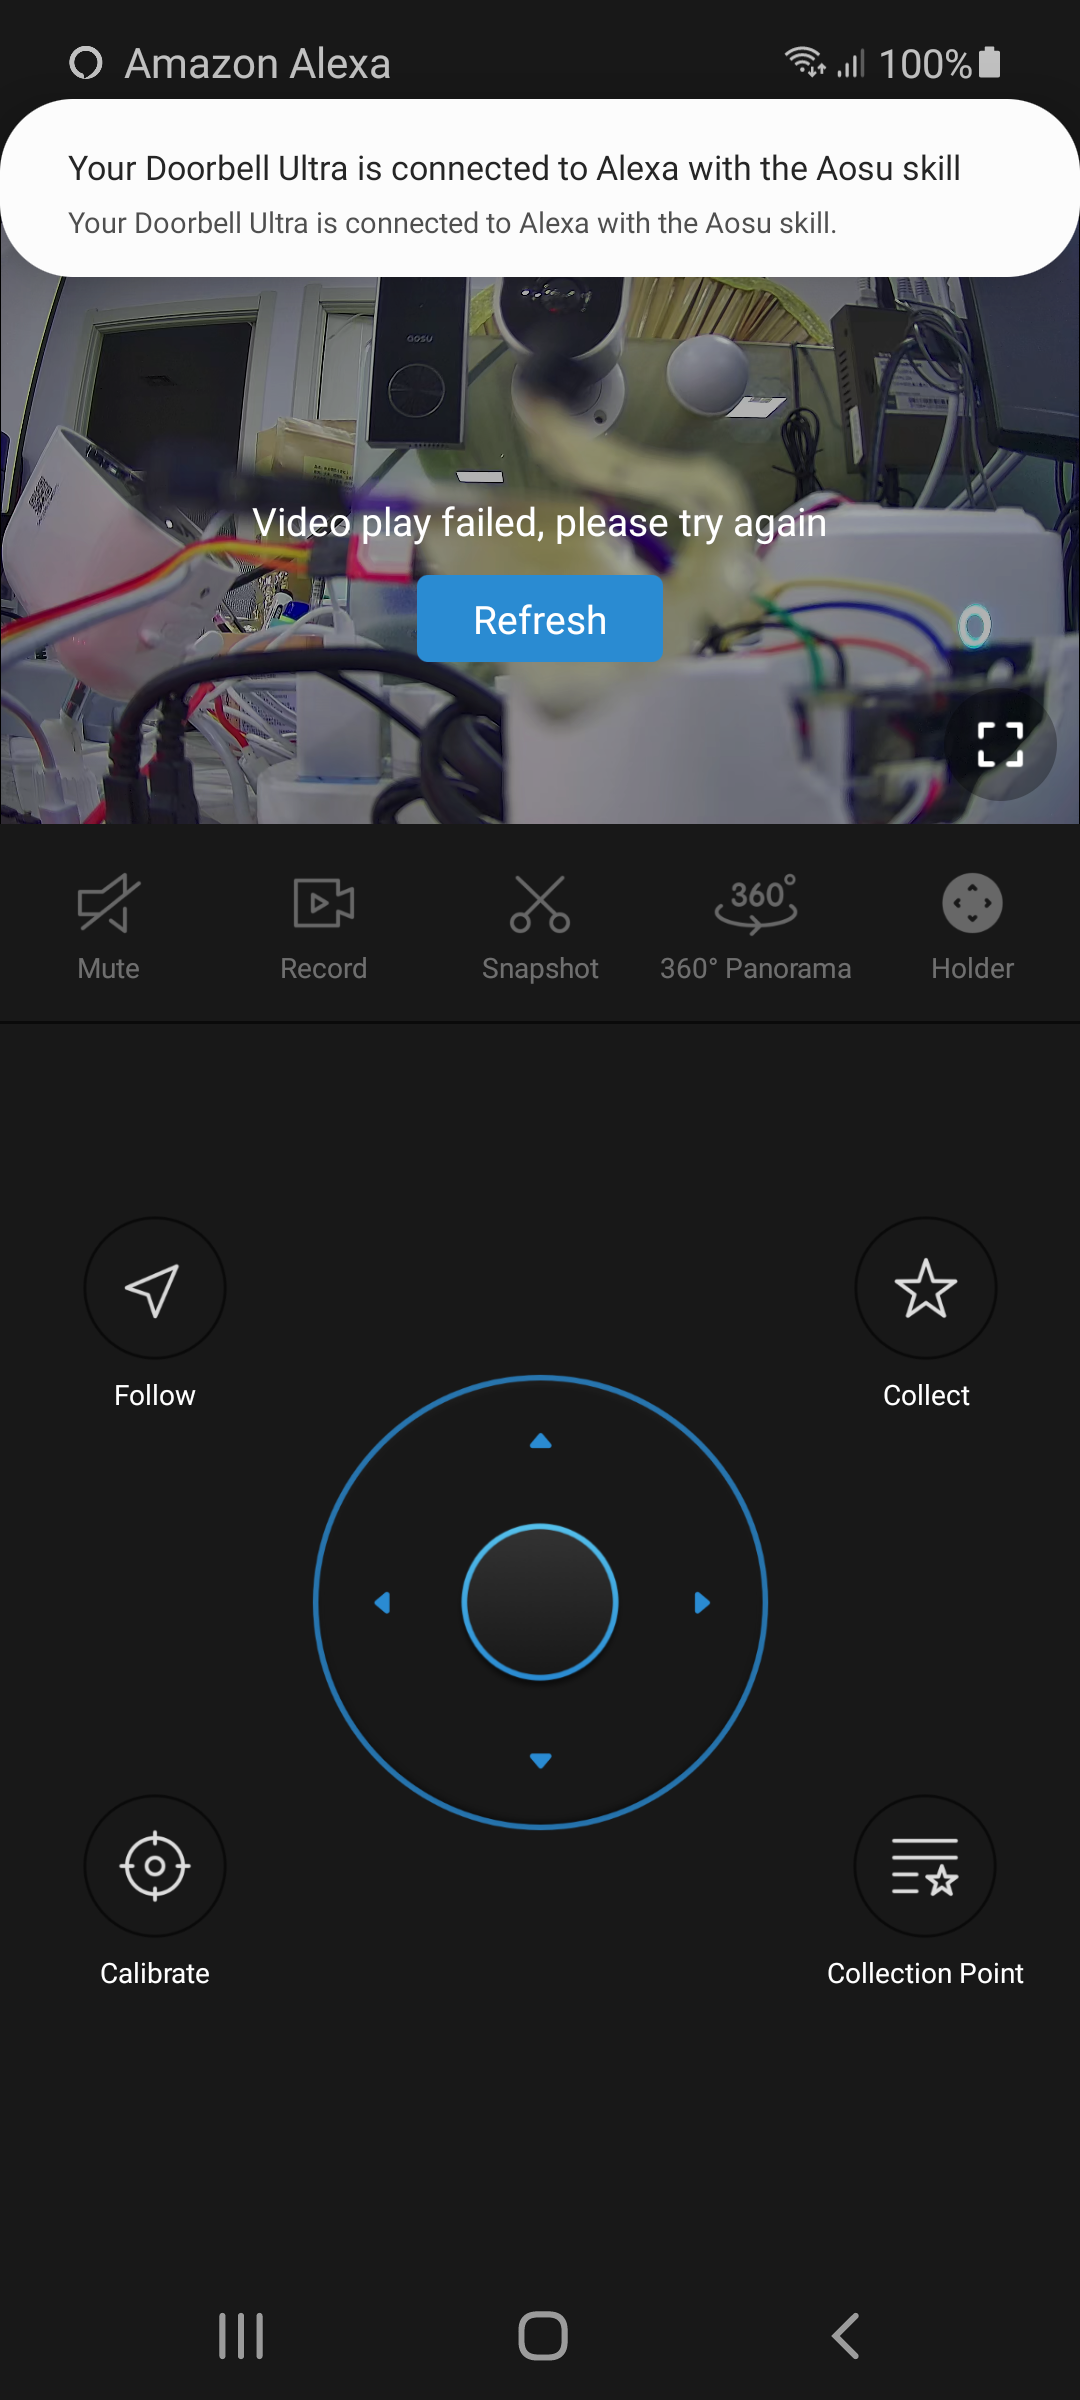 Amazon Alexa
100%
Your Doorbell Ultra is connected to Alexa with the Aosu skill
Your Doorbell Ultra is connected to Alexa with the Aosu skill.
aosu
Video play failed, please try again
Refresh
Mute
Record
Snapshot
360°
360° Panorama
Holder
Follow
Collect
Calibrate
Collection Point